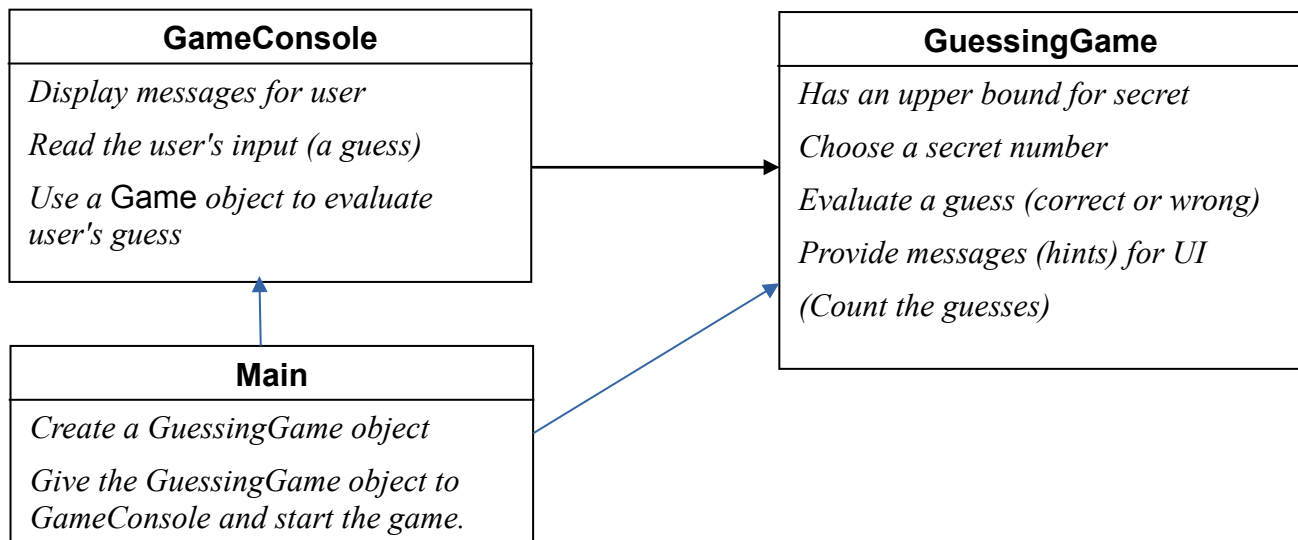 GameConsole
Display messages for user
Read the user's input (a guess)
Use a Game object to evaluate
user's guess
GuessingGame
Has an upper bound for secret
Choose a secret number
Evaluate a guess (correct or wrong)
Provide messages (hints) for UI
(Count the guesses)
Main
Create a GuessingGame object
Give the GuessingGame object to
GameConsole and start the game.